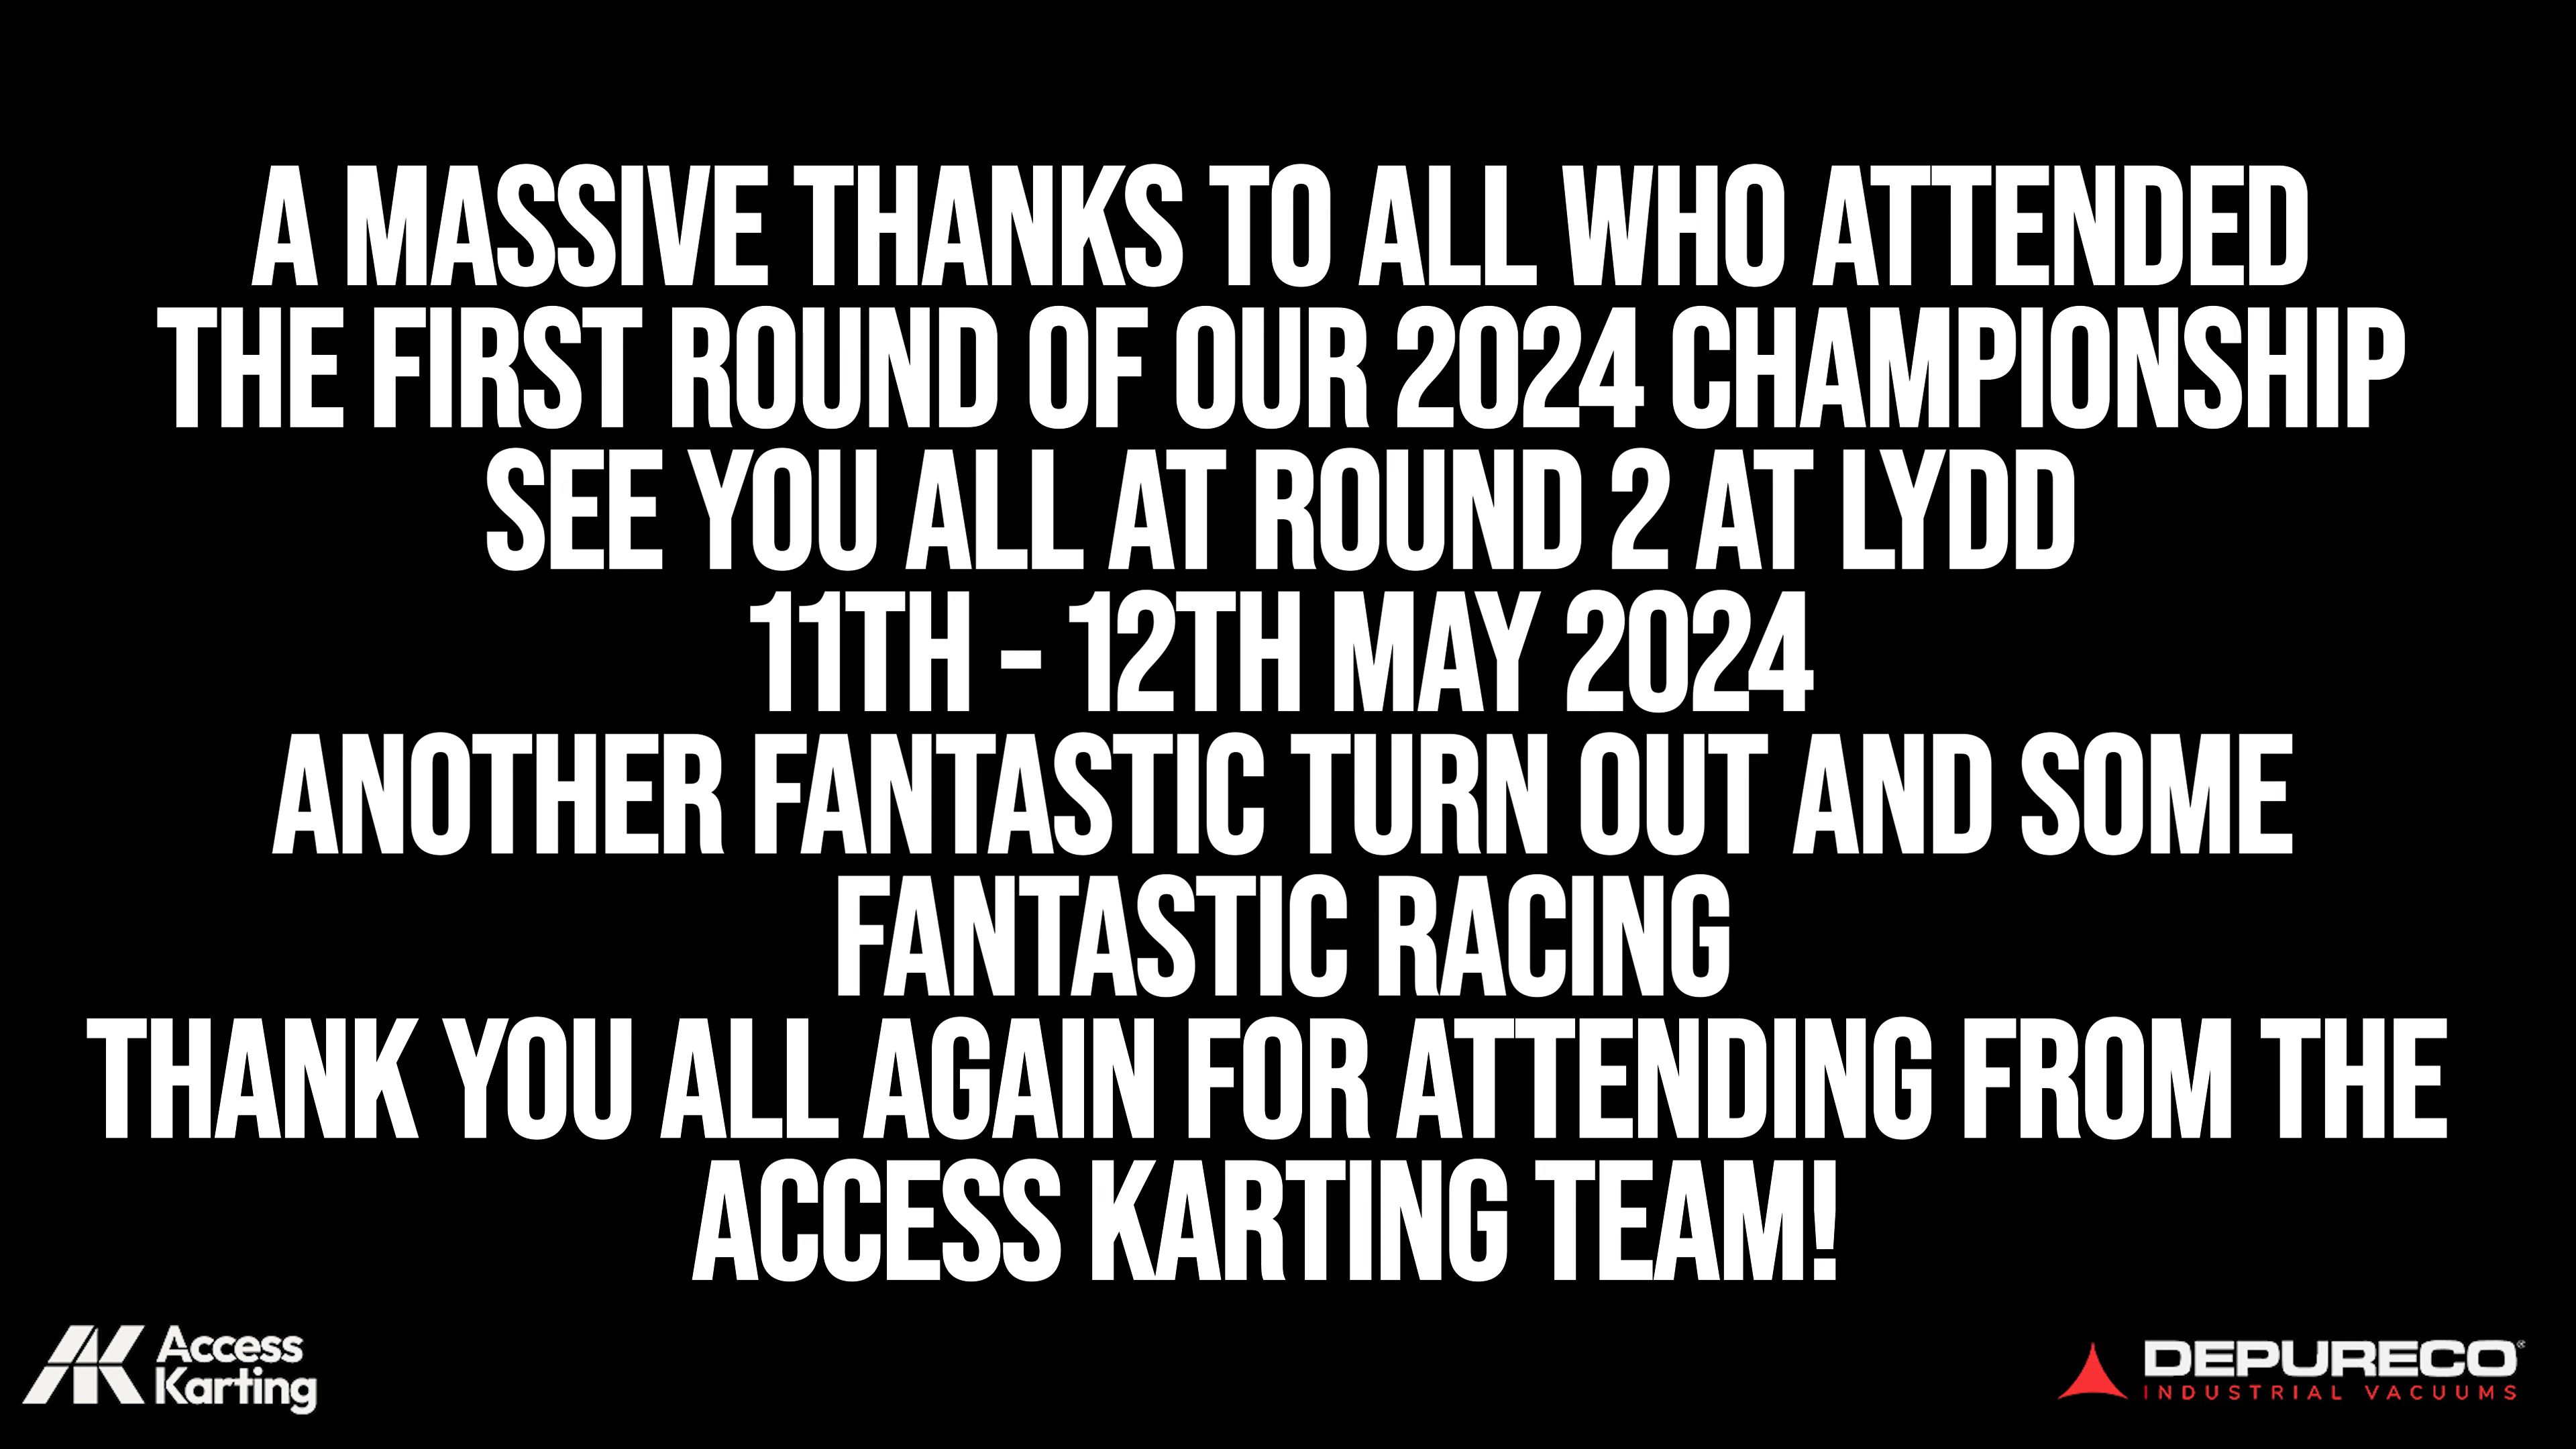 A MASSIVE THANKS TO ALL WHO ATTENDED
THE FIRST ROUND OF OUR 2024 CHAMPIONSHIP
SEE YOU ALL AT ROUND 2 AT LYDD
11TH - 12TH MAY 2024
ANOTHER FANTASTIC TURN OUT AND SOME
FANTASTIC RACING
THANK YOU ALL AGAIN FOR ATTENDING FROM THE
ACCESS KARTING TEAM!
AK Access
Karting
DEPURECO®
INDUSTRIAL VACUUMS